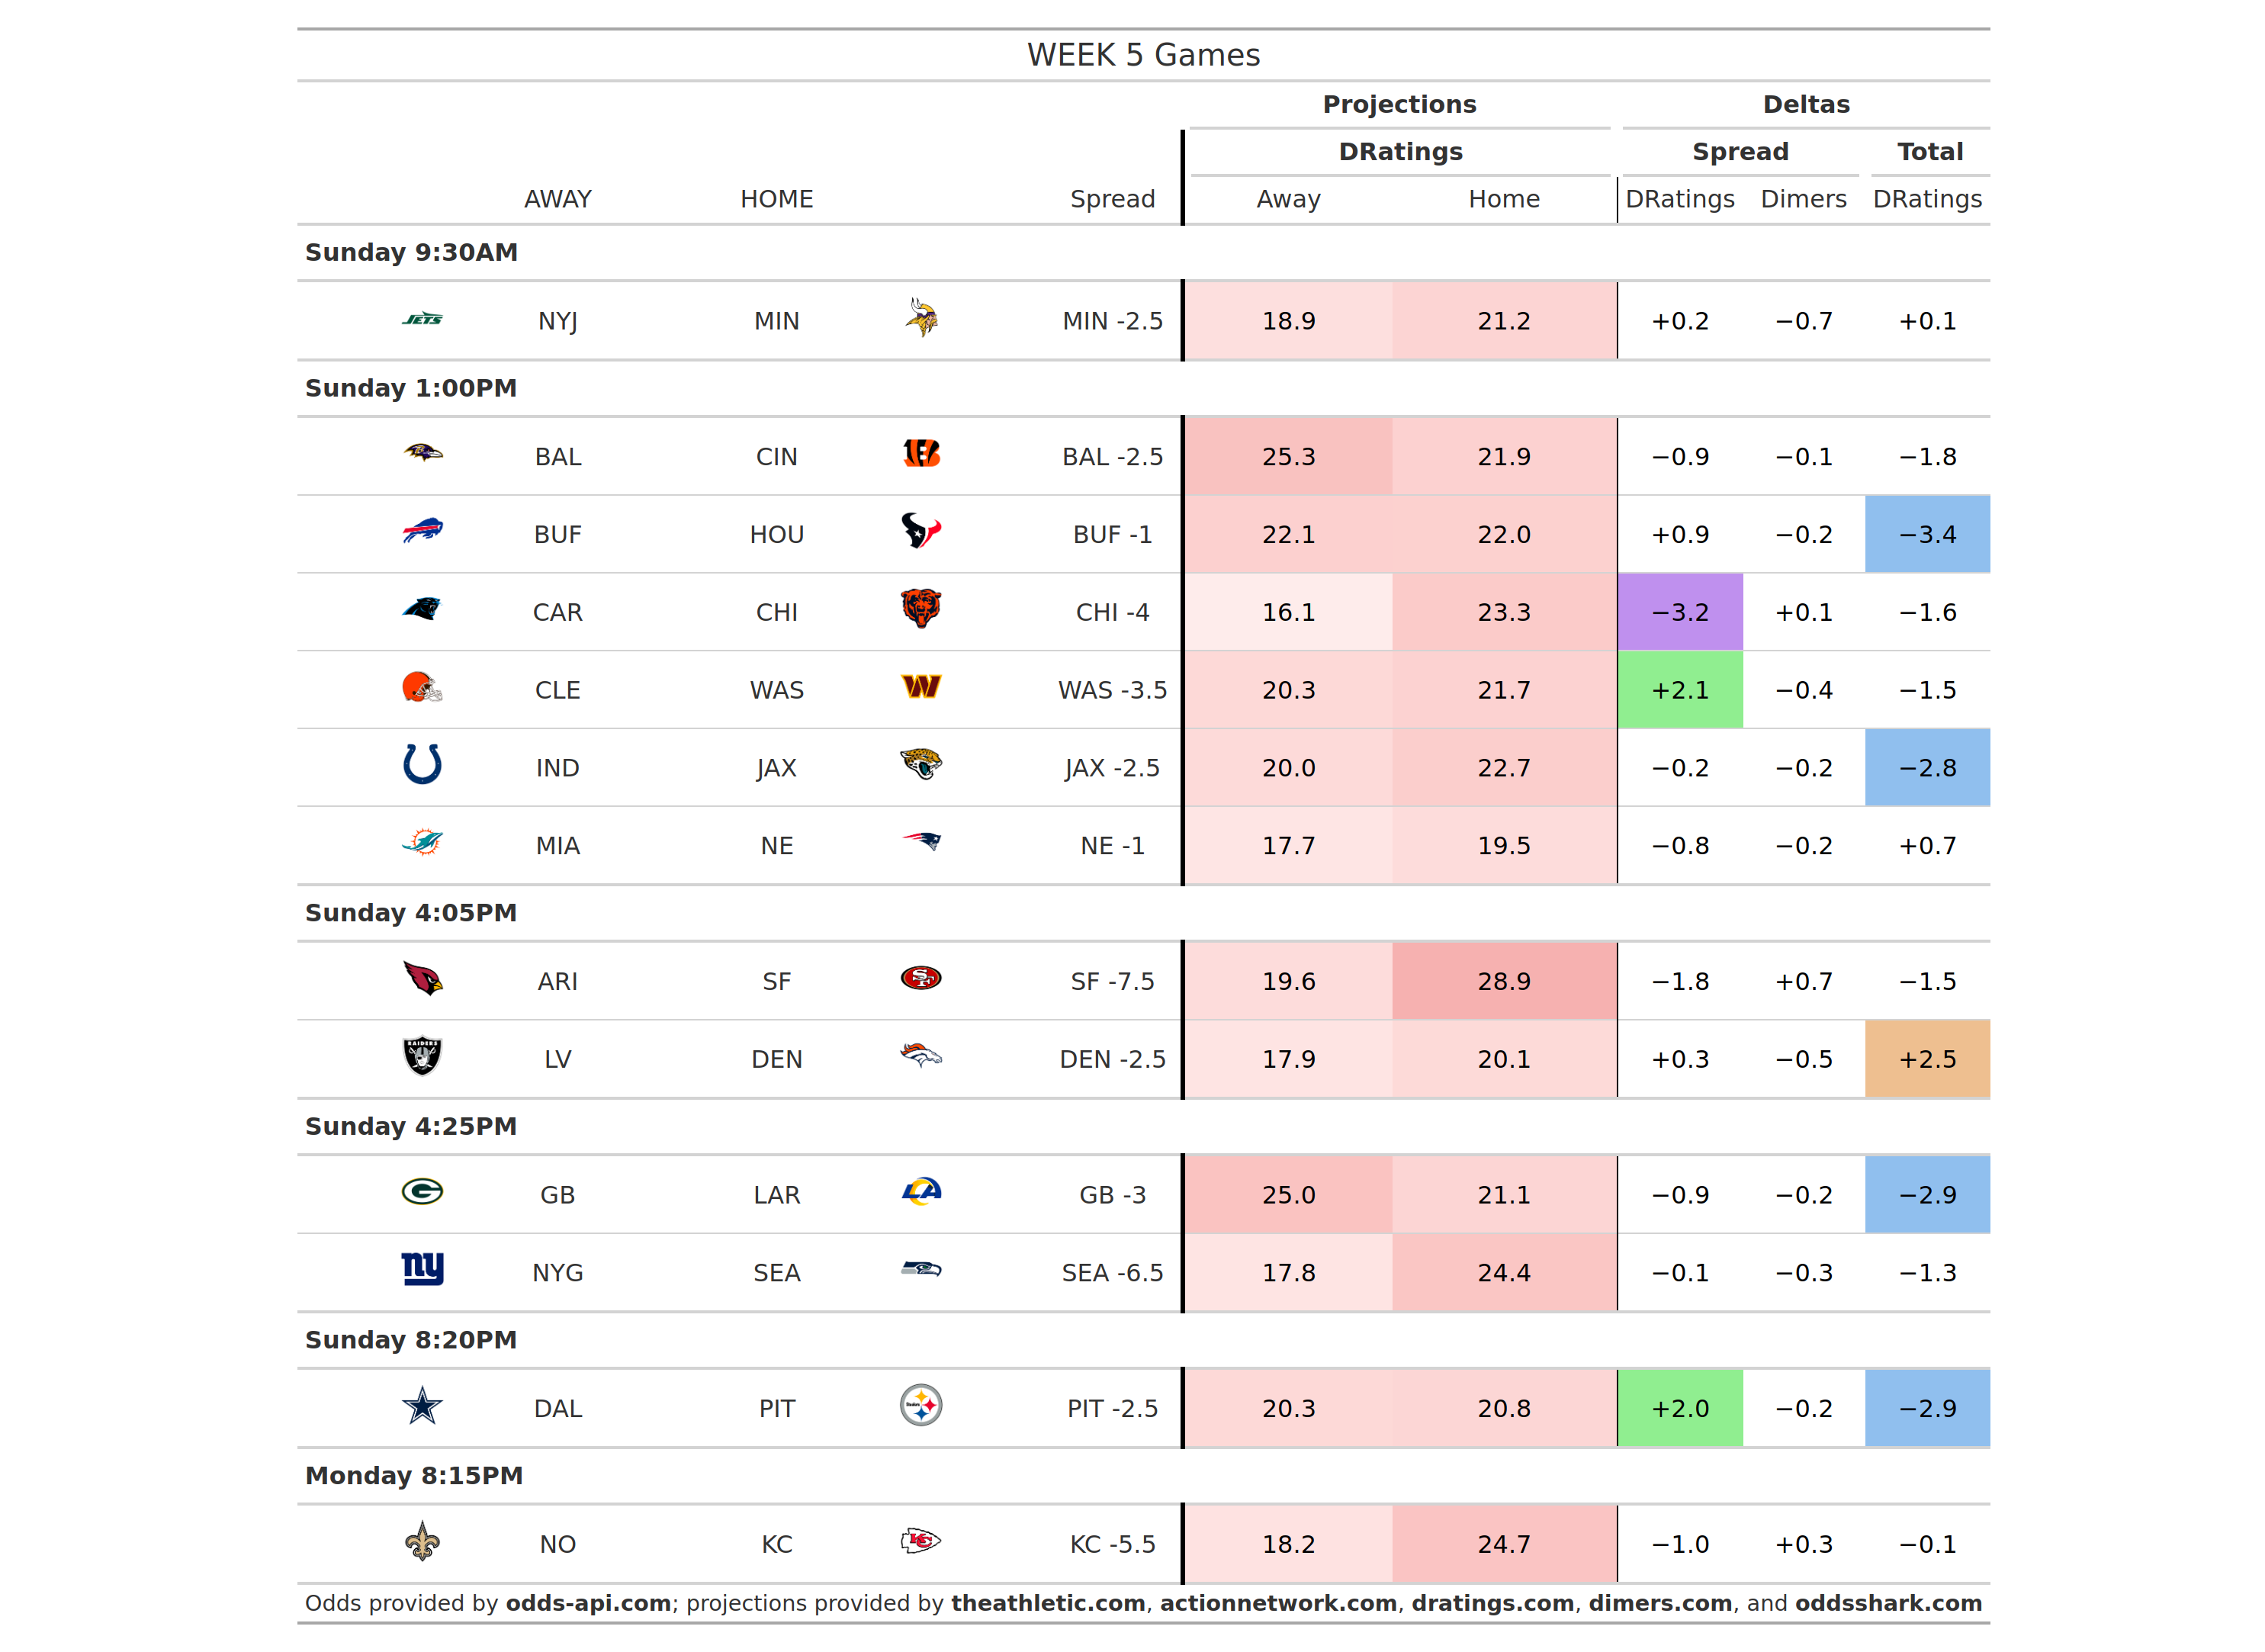 WEEK 5 Games
Projections Deltas
DRatings Spread Total
AWAY HOME Spread Away Home DRatings Dimers DRatings
Sunday 9:30AM
JETS NYJ MIN MIN -2.5 18.9 21.2 +0.2 −0.7 +0.1
Sunday 1:00PM
BAL CIN BAL -2.5 25.3 21.9 −0.9 −0.1 −1.8
BUF HOU BUF -1 22.1 22.0 +0.9 −0.2 −3.4
CAR CHI CHI -4 16.1 23.3 −3.2 +0.1 −1.6
CLE WAS W WAS -3.5 20.3 21.7 +2.1 −0.4 −1.5
IND JAX JAX -2.5 20.0 22.7 −0.2 −0.2 −2.8
MIA NE NE -1 17.7 19.5 −0.8 −0.2 +0.7
Sunday 4:05PM
ARI SF SF SF -7.5 19.6 28.9 −1.8 +0.7 −1.5
RAIDERS LV DEN DEN -2.5 17.9 20.1 +0.3 −0.5 +2.5
Sunday 4:25PM
G GB LAR LA GB -3 25.0 21.1 −0.9 −0.2 −2.9
ny NYG SEA SEA -6.5 17.8 24.4 −0.1 −0.3 −1.3
Sunday 8:20PM
DAL PIT Steelers PIT -2.5 20.3 20.8 +2.0 −0.2 −2.9
Monday 8:15PM
NO KC KC KC -5.5 18.2 24.7 −1.0 +0.3 −0.1
Odds provided by odds-api.com; projections provided by theathletic.com, actionnetwork.com, dratings.com, dimers.com, and oddsshark.com